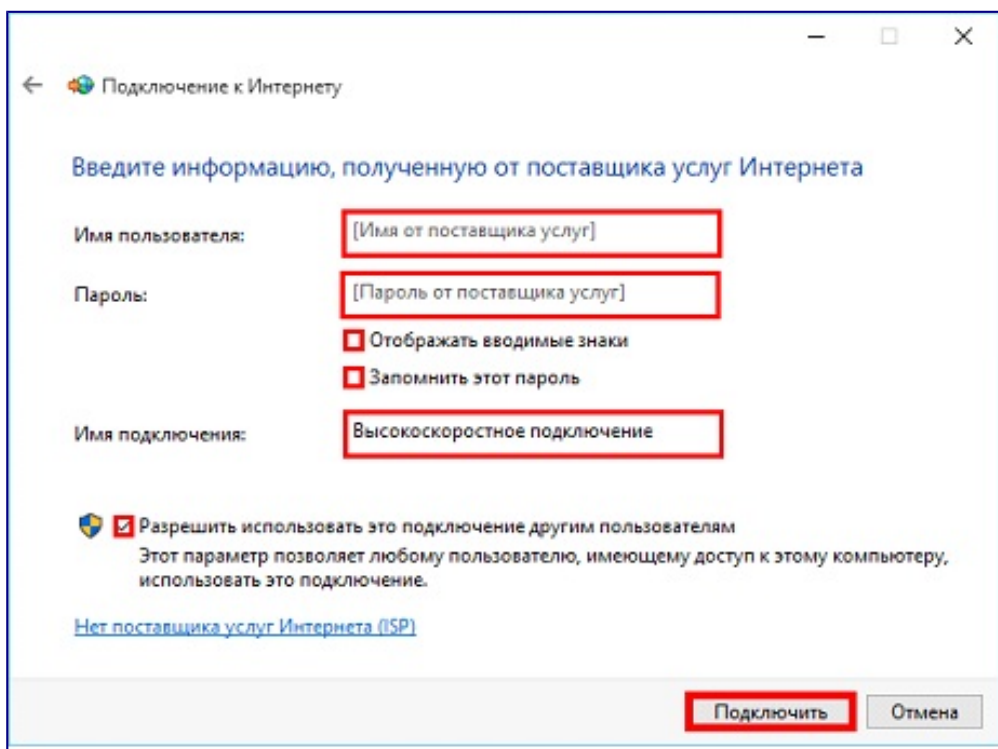 Подключение к Интернету
Введите информацию, полученную от поставщика услуг Интернета
Имя пользователя:
[Имя от поставщика услуг]
Пароль:
[Пароль от поставщика услуг]
Отображать вводимые знаки
Запомнить этот пароль
Имя подключения:
Высокоскоростное подключение
Разрешить использовать это подключение другим пользователям
Этот параметр позволяет любому пользователю, имеющему доступ к этому компьютеру,
использовать это подключение.
Нет поставщика услуг Интернета (ISP)
Подключить
Отмена